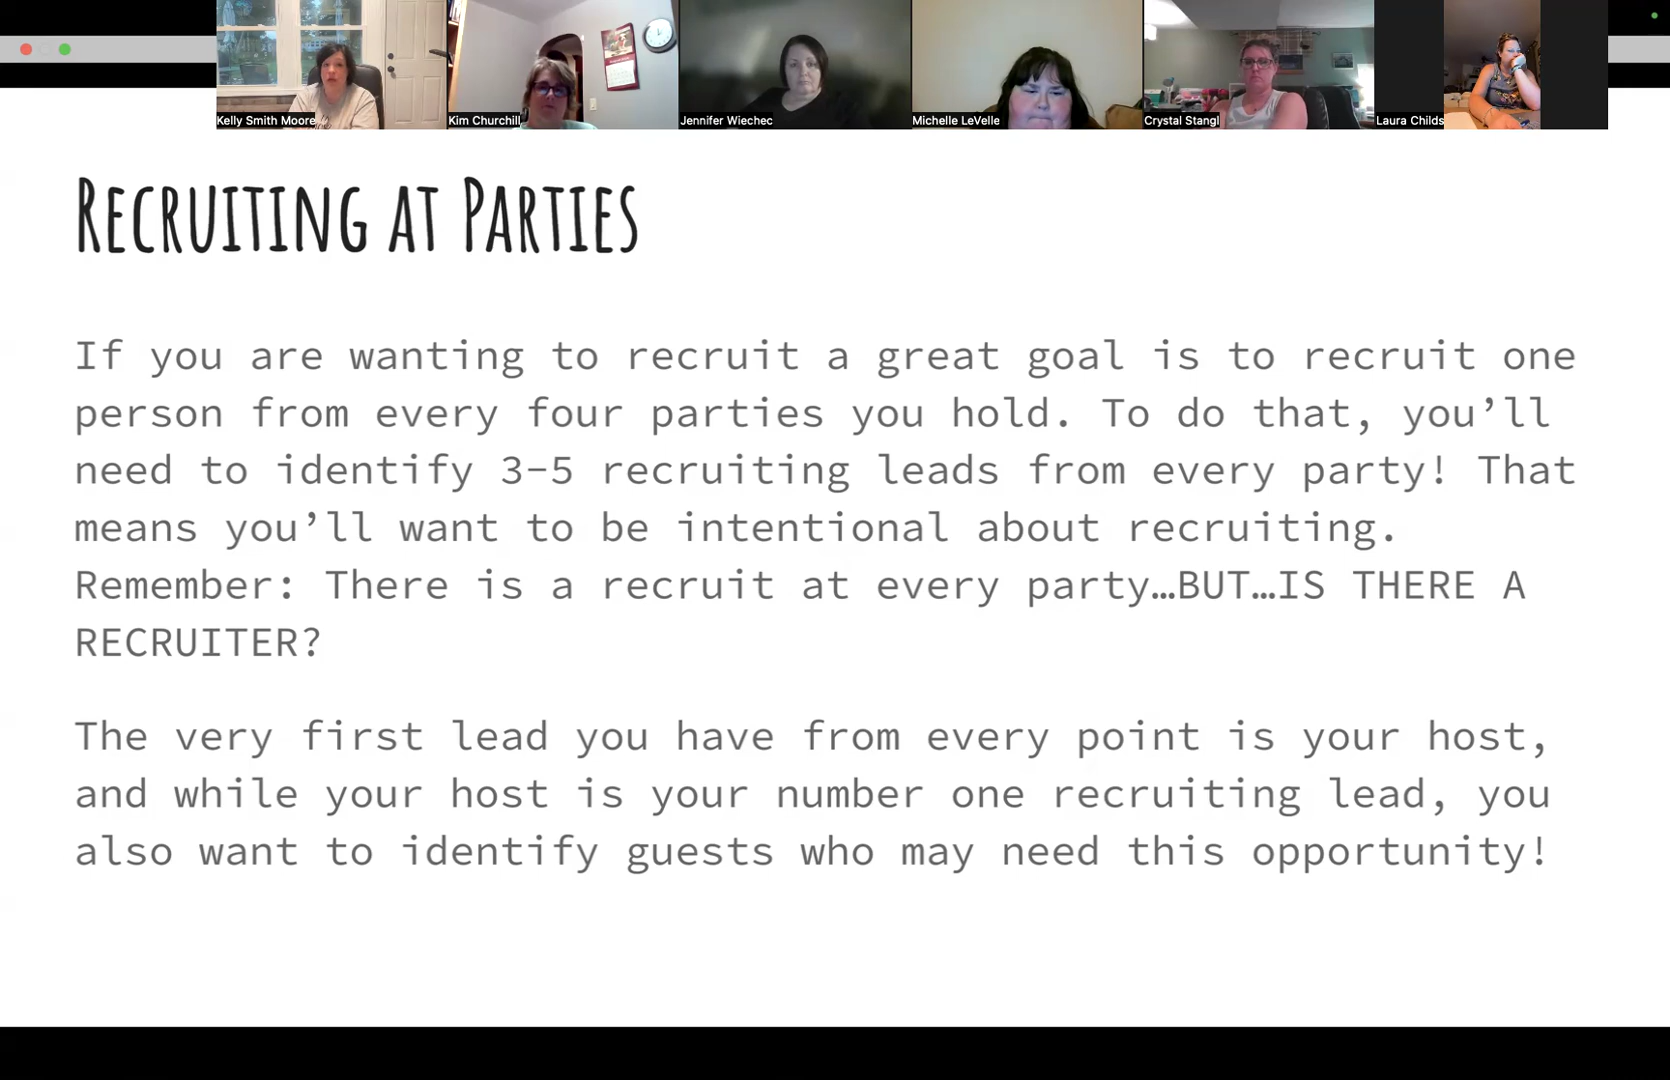 Kelly Smith Moore
Kim Churchill
Jennifer Wiechec
Michelle LeVelle
Crystal Stangl
Laura Childs
Recruiting at Parties
If you are wanting to recruit a great goal is to recruit one
person from every four parties you hold. To do that, you’ll
need to identify 3-5 recruiting leads from every party! That
means you’ll want to be intentional about recruiting.
Remember: There is a recruit at every party…BUT…IS THERE A
RECRUITER?
The very first lead you have from every point is your host,
and while your host is your number one recruiting lead, you
also want to identify guests who may need this opportunity!